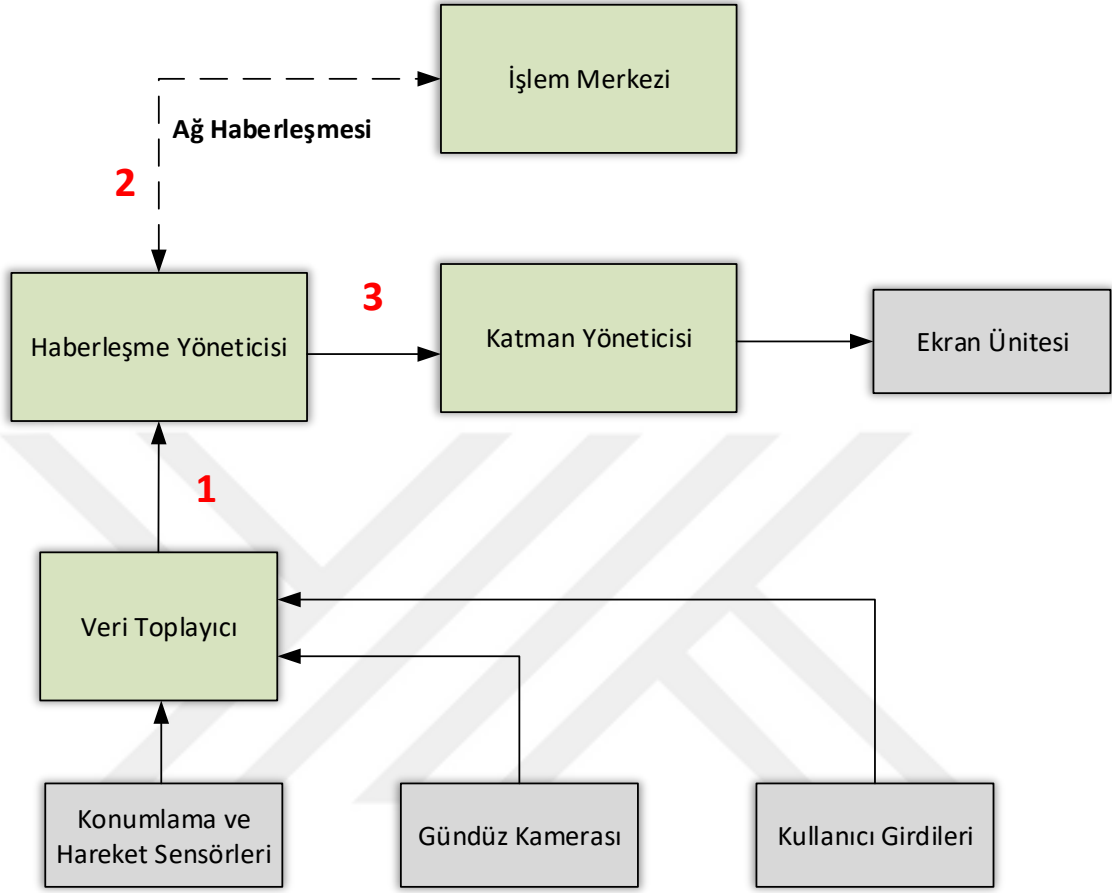 İşlem Merkezi
Ağ Haberleşmesi
2
Haberleşme Yöneticisi
3
Katman Yöneticisi
Ekran Ünitesi
1
Veri Toplayıcı
Konumlama ve
Hareket Sensörleri
Gündüz Kamerası
Kullanıcı Girdileri